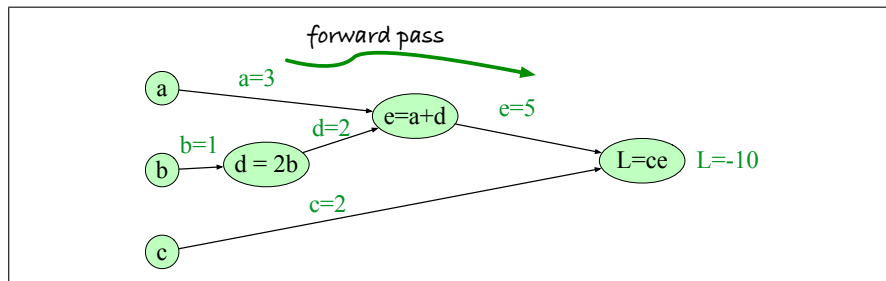 forward pass
a
a=3
e=a+d
e=5
d=2
b=1
b
d = 2b
L=ce
L=-10
c=2
c